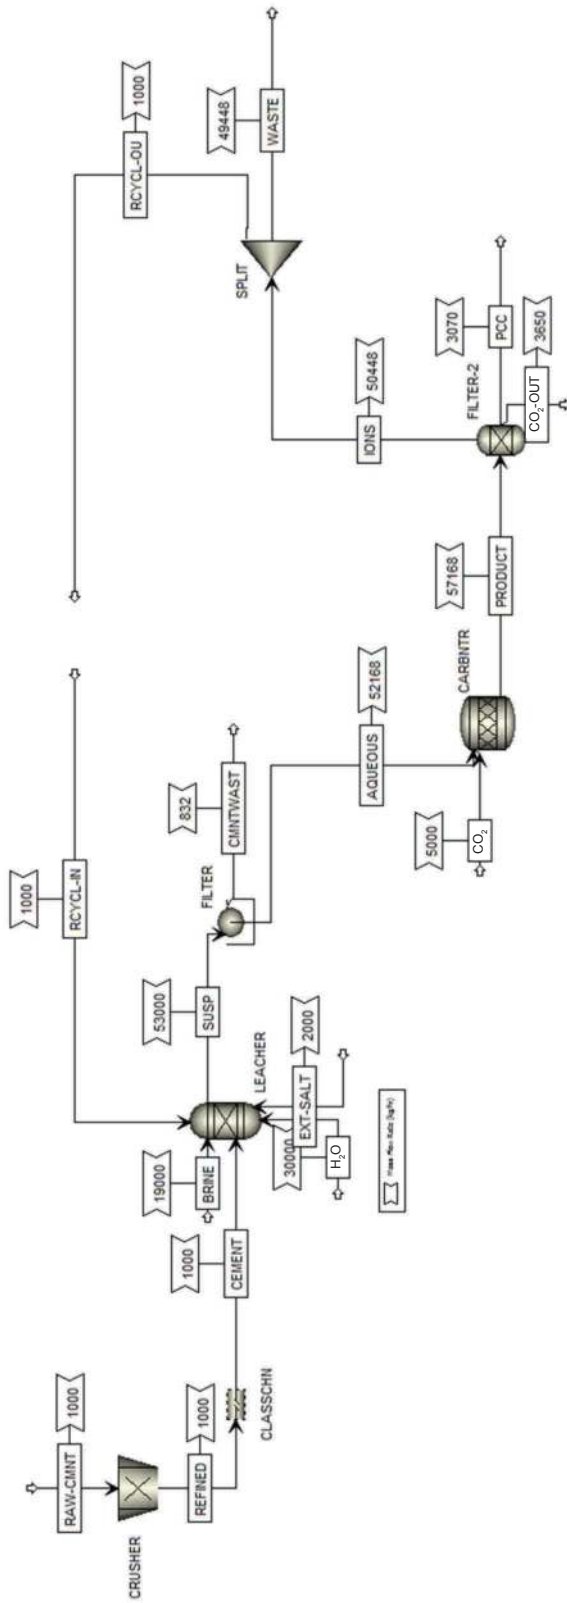 RAW-CMNT
1000
CRUSHER
REFINED
1000
CLASSCHN
CEMENT
1000
BRINE
19000
H₂O
30000
EXT-SALT
2000
LEACHER
RCYCL-IN
1000
SUSP
53000
FILTER
CMNTWAST
832
AQUEOUS
52168
CO₂
5000
CARBNTR
PRODUCT
57168
FILTER-2
PCC
3070
CO₂-OUT
3650
IONS
50448
SPLIT
WASTE
49448
RCYCL-OU
1000
Mass Flow Rate (kg/hr)